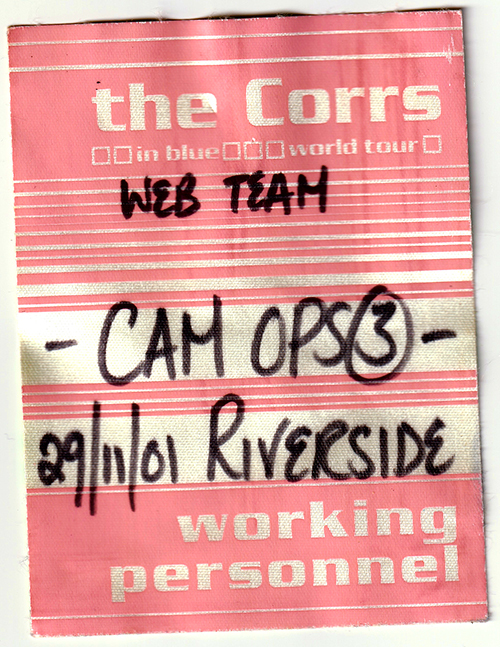 the Corrs
in blue world tour
WEB TEAM
- CAM OPS 3 -
29/11/01 RIVERSIDE
working
personnel